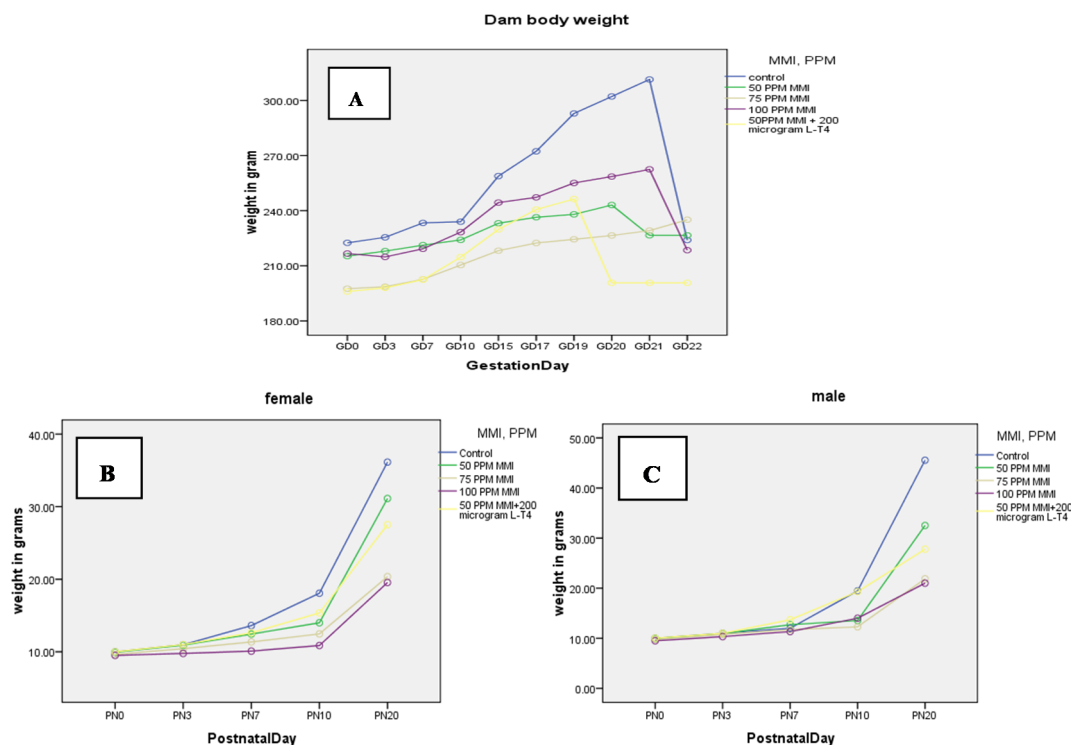 Dam body weight
A
MMI, PPM
control
50 PPM MMI
75 PPM MMI
100 PPM MMI
50PPM MMI + 200
microgram L-T4
weight in gram
300.00
270.00
240.00
210.00
180.00
GD0 GD3 GD7 GD10 GD15 GD17 GD19 GD20 GD21 GD22
GestationDay
female
B
MMI, PPM
Control
50 PPM MMI
75 PPM MMI
100 PPM MMI
50 PPM MMI+200
microgram L-T4
weight in grams
40.00
30.00
20.00
10.00
PN0 PN3 PN7 PN10 PN20
PostnatalDay
male
C
MMI, PPM
Control
50 PPM MMI
75 PPM MMI
100 PPM MMI
50 PPM MMI+200
microgram L-T4
weight in grams
50.00
40.00
30.00
20.00
10.00
0.00
PN0 PN3 PN7 PN10 PN20
PostnatalDay